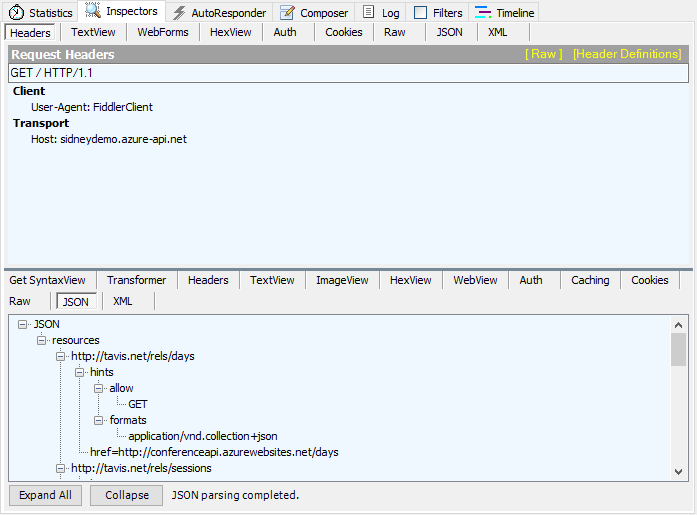 Statistics Inspectors AutoResponder Composer Log Filters Timeline
Headers TextView WebForms HexView Auth Cookies Raw JSON XML
Request Headers [ Raw ] [Header Definitions]
GET / HTTP/1.1
Client
User-Agent: FiddlerClient
Transport
Host: sidneydemo.azure-api.net
Get SyntaxView Transformer Headers TextView ImageView HexView WebView Auth Caching Cookies
Raw JSON XML
JSON
resources
http://tavis.net/rels/days
hints
allow
GET
formats
application/vnd.collection+json
href=http://conferenceapi.azurewebsites.net/days
http://tavis.net/rels/sessions
Expand All Collapse JSON parsing completed.